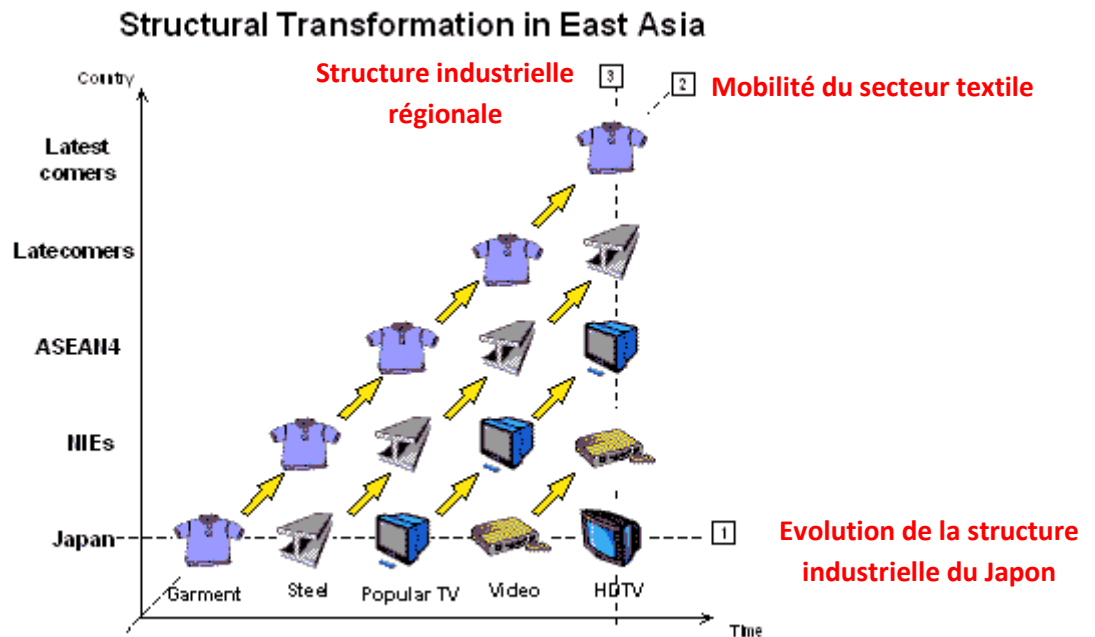 Structural Transformation in East Asia
Country
Structure industrielle
régionale
3
2
Mobilité du secteur textile
Latest
comers
Latecomers
ASEAN4
NIEs
Japan
1
Evolution de la structure
industrielle du Japon
Garment
Steel
Popular TV
Video
HDTV
Time